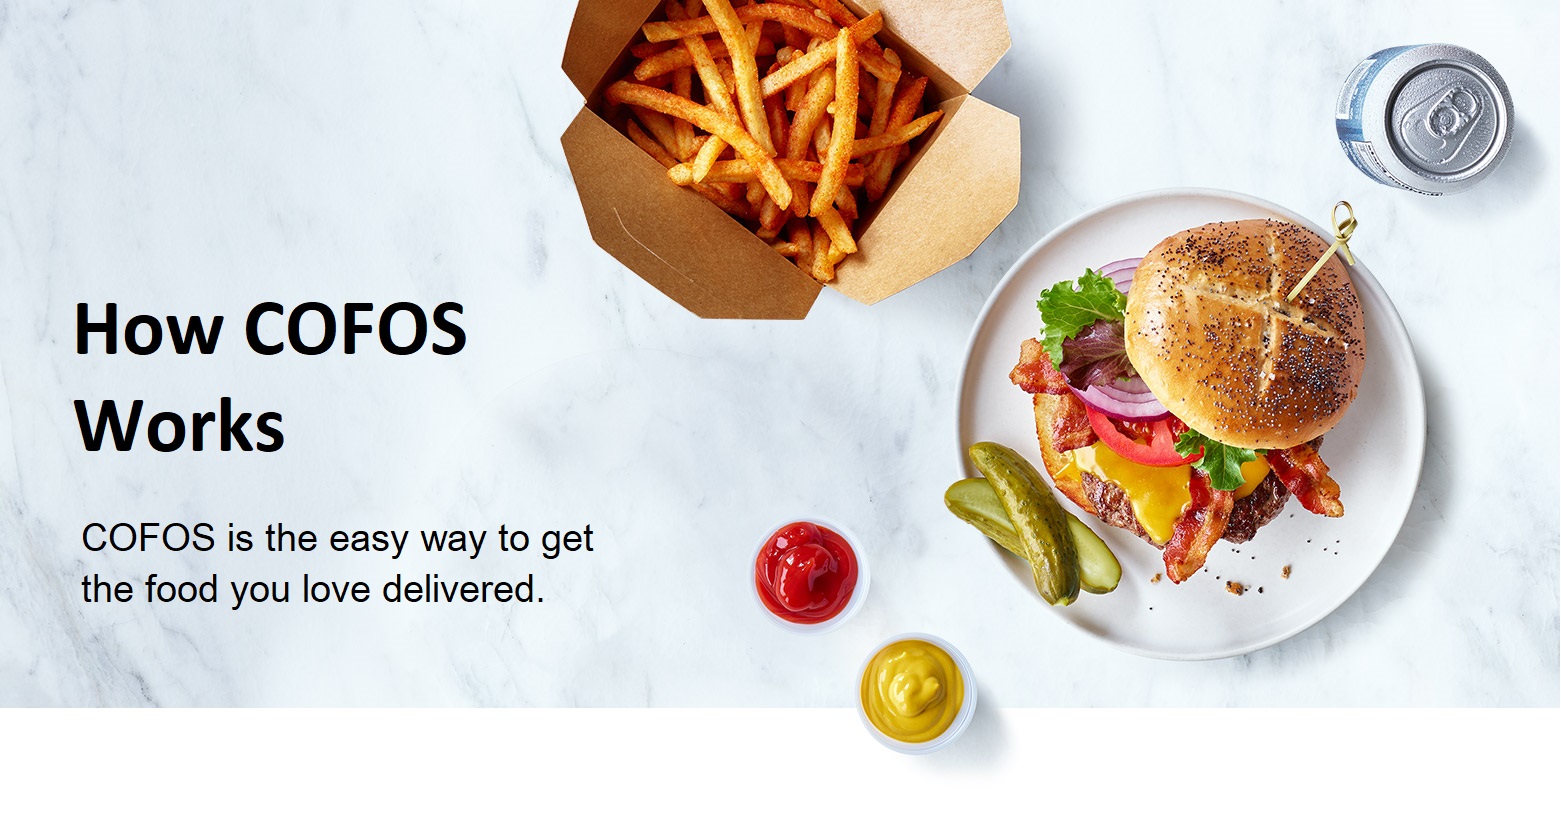 How COFOS
Works
COFOS is the easy way to get
the food you love delivered.